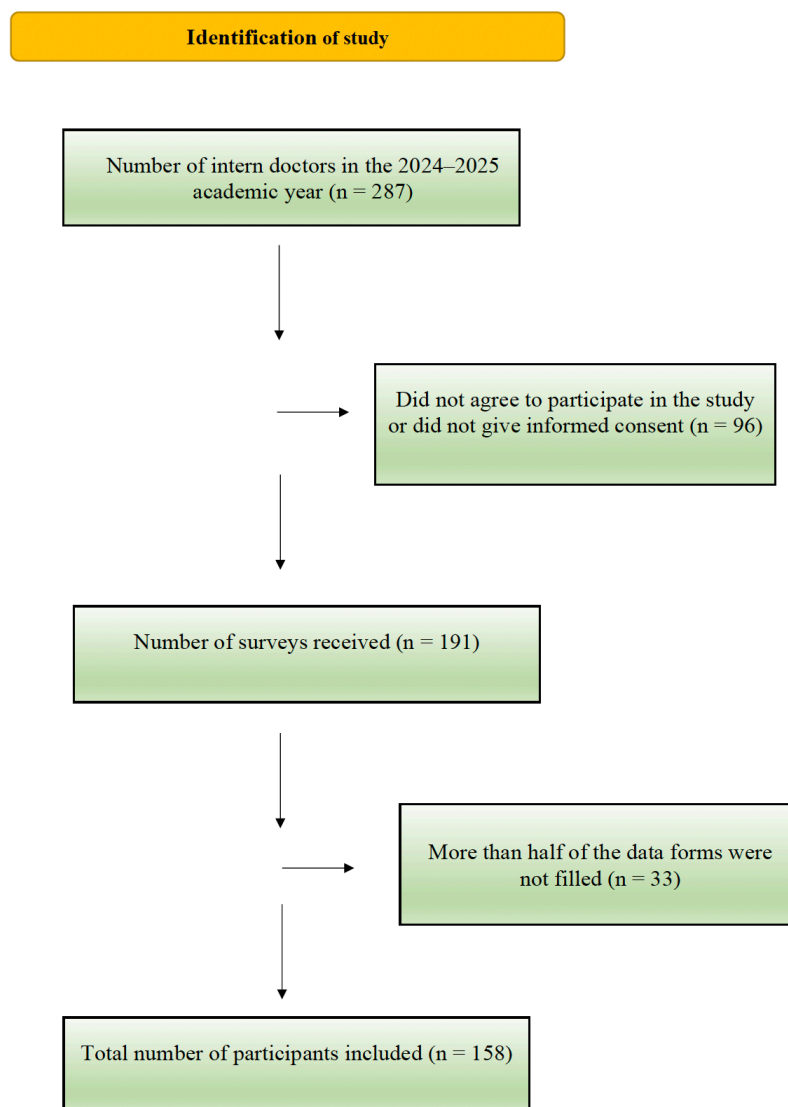 Identification of study
Number of intern doctors in the 2024–2025
academic year (n = 287)
Did not agree to participate in the study
or did not give informed consent (n = 96)
Number of surveys received (n = 191)
More than half of the data forms were
not filled (n = 33)
Total number of participants included (n = 158)